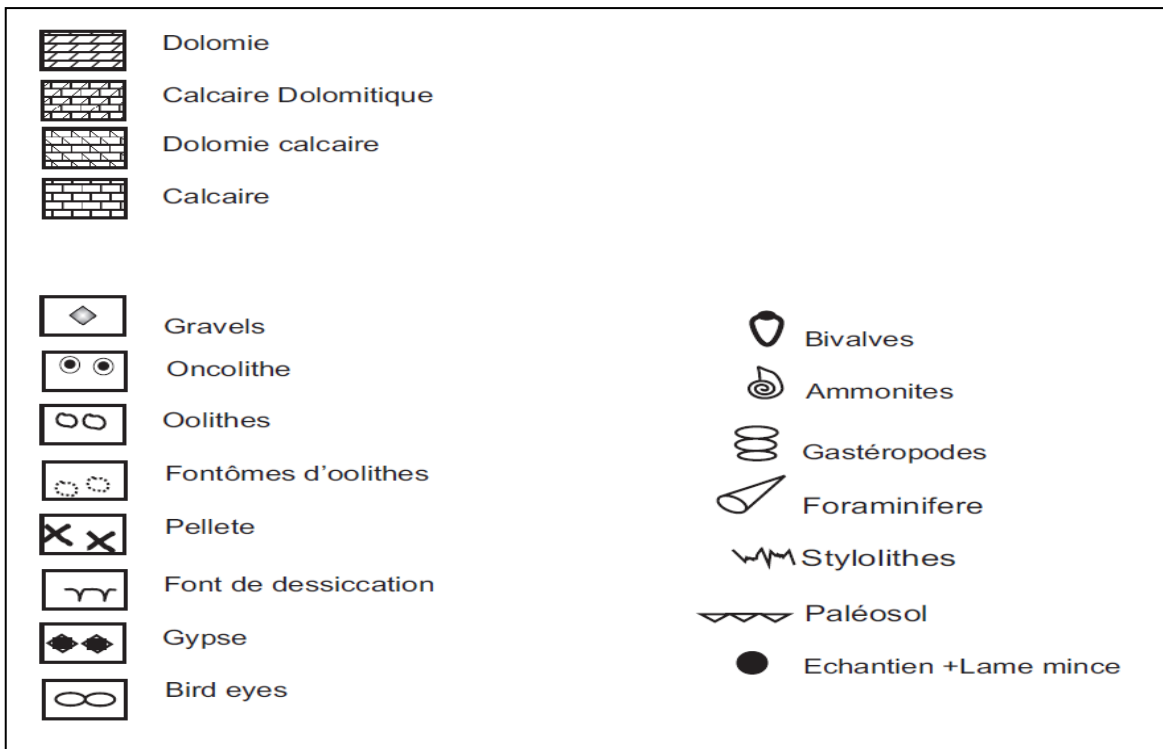 Dolomie
Calcaire Dolomitique
Dolomie calcaire
Calcaire
Gravels
Oncolithe
Oolithes
Fontômes d'oolithes
Pellete
Font de dessiccation
Gypse
Bird eyes
Bivalves
Ammonites
Gastéropodes
Foraminifere
Stylolithes
Paléosol
Echantien +Lame mince